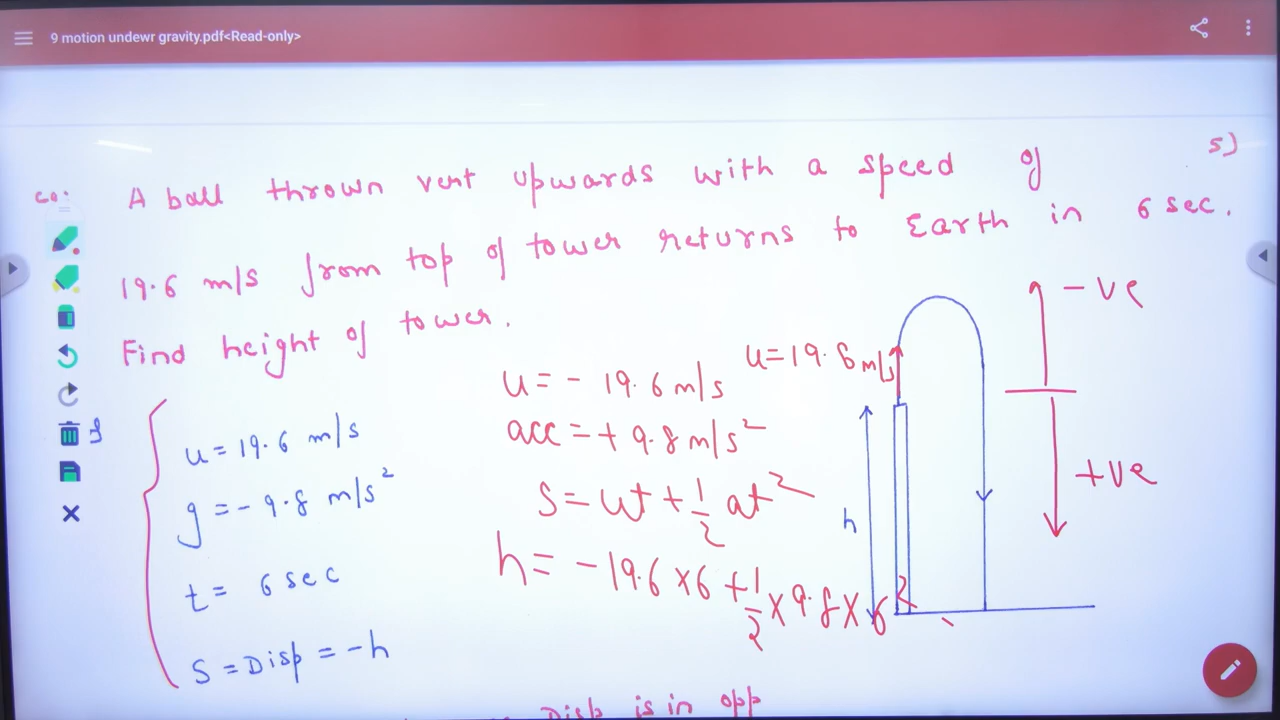 9 motion undewr gravity.pdf<Read-only>
5)
A ball thrown vert upwards with a speed of
19.6 m/s from top of tower returns to Earth in 6 sec.
Find height of tower.
u = 19.6 m/s
g = - 9.8 m/s²
t = 6 sec
S = Disp = -h
u = - 19.6 m/s
acc = + 9.8 m/s²
S = ut + 1/2 at²
h = - 19.6 × 6 + 1/2 × 9.8 × 6²
u = 19.6 m/s
h
-ve
+ve
Disp is in opp